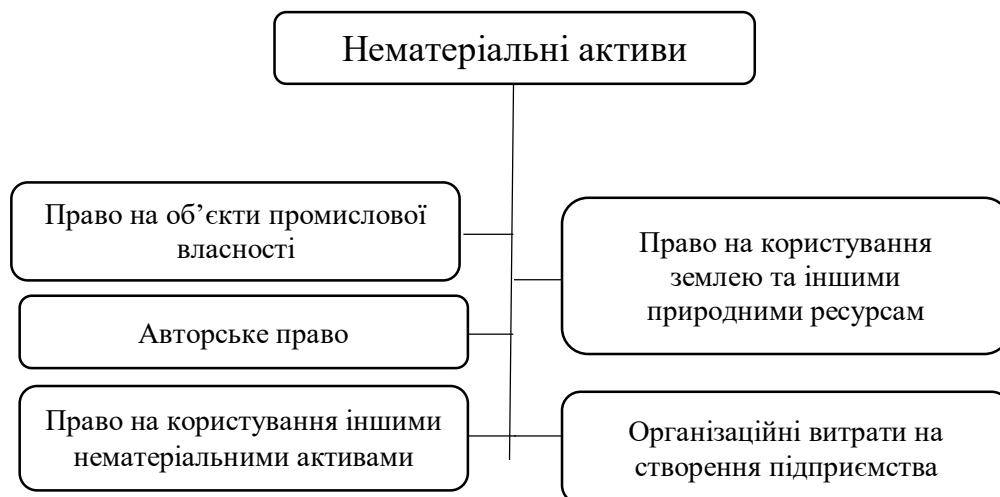 Нематеріальні активи
Право на об’єкти промислової
власності
Авторське право
Право на користування іншими
нематеріальними активами
Право на користування
землею та іншими
природними ресурсам
Організаційні витрати на
створення підприємства